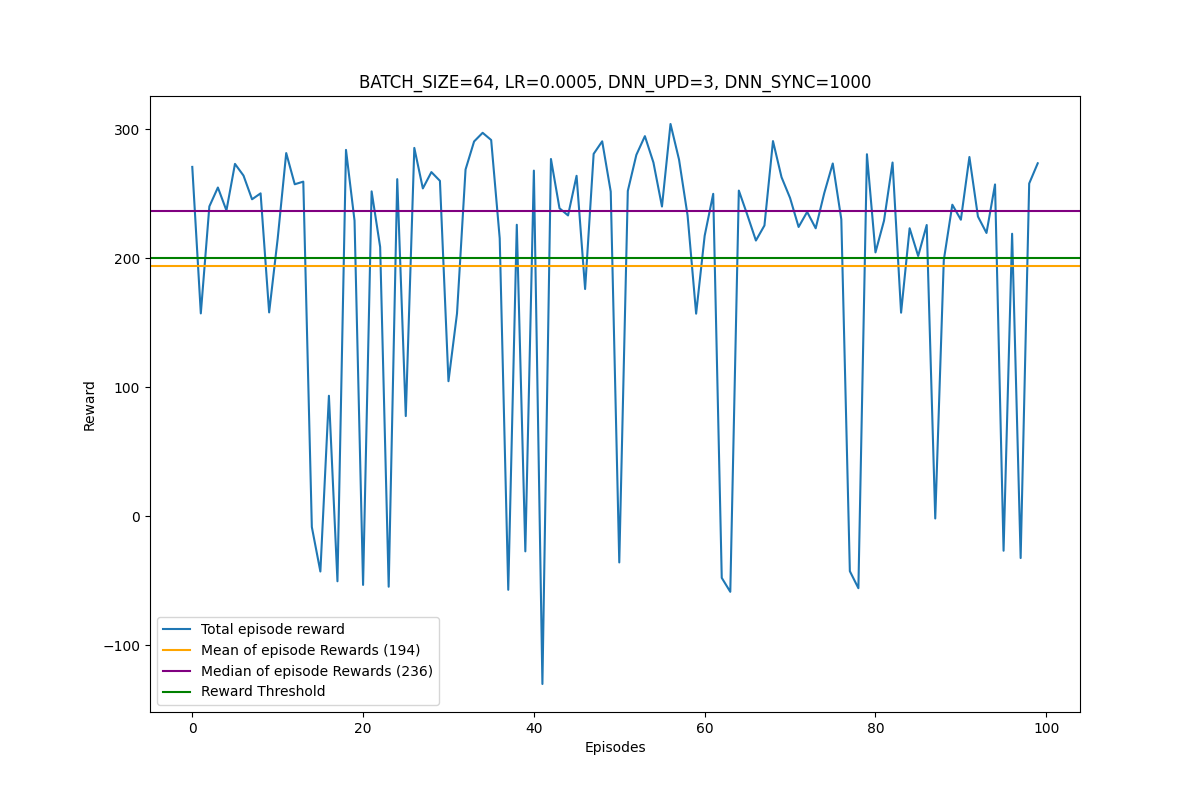 BATCH_SIZE=64, LR=0.0005, DNN_UPD=3, DNN_SYNC=1000
300
200
100
0
−100
Reward
Total episode reward
Mean of episode Rewards (194)
Median of episode Rewards (236)
Reward Threshold
0 20 40 60 80 100
Episodes